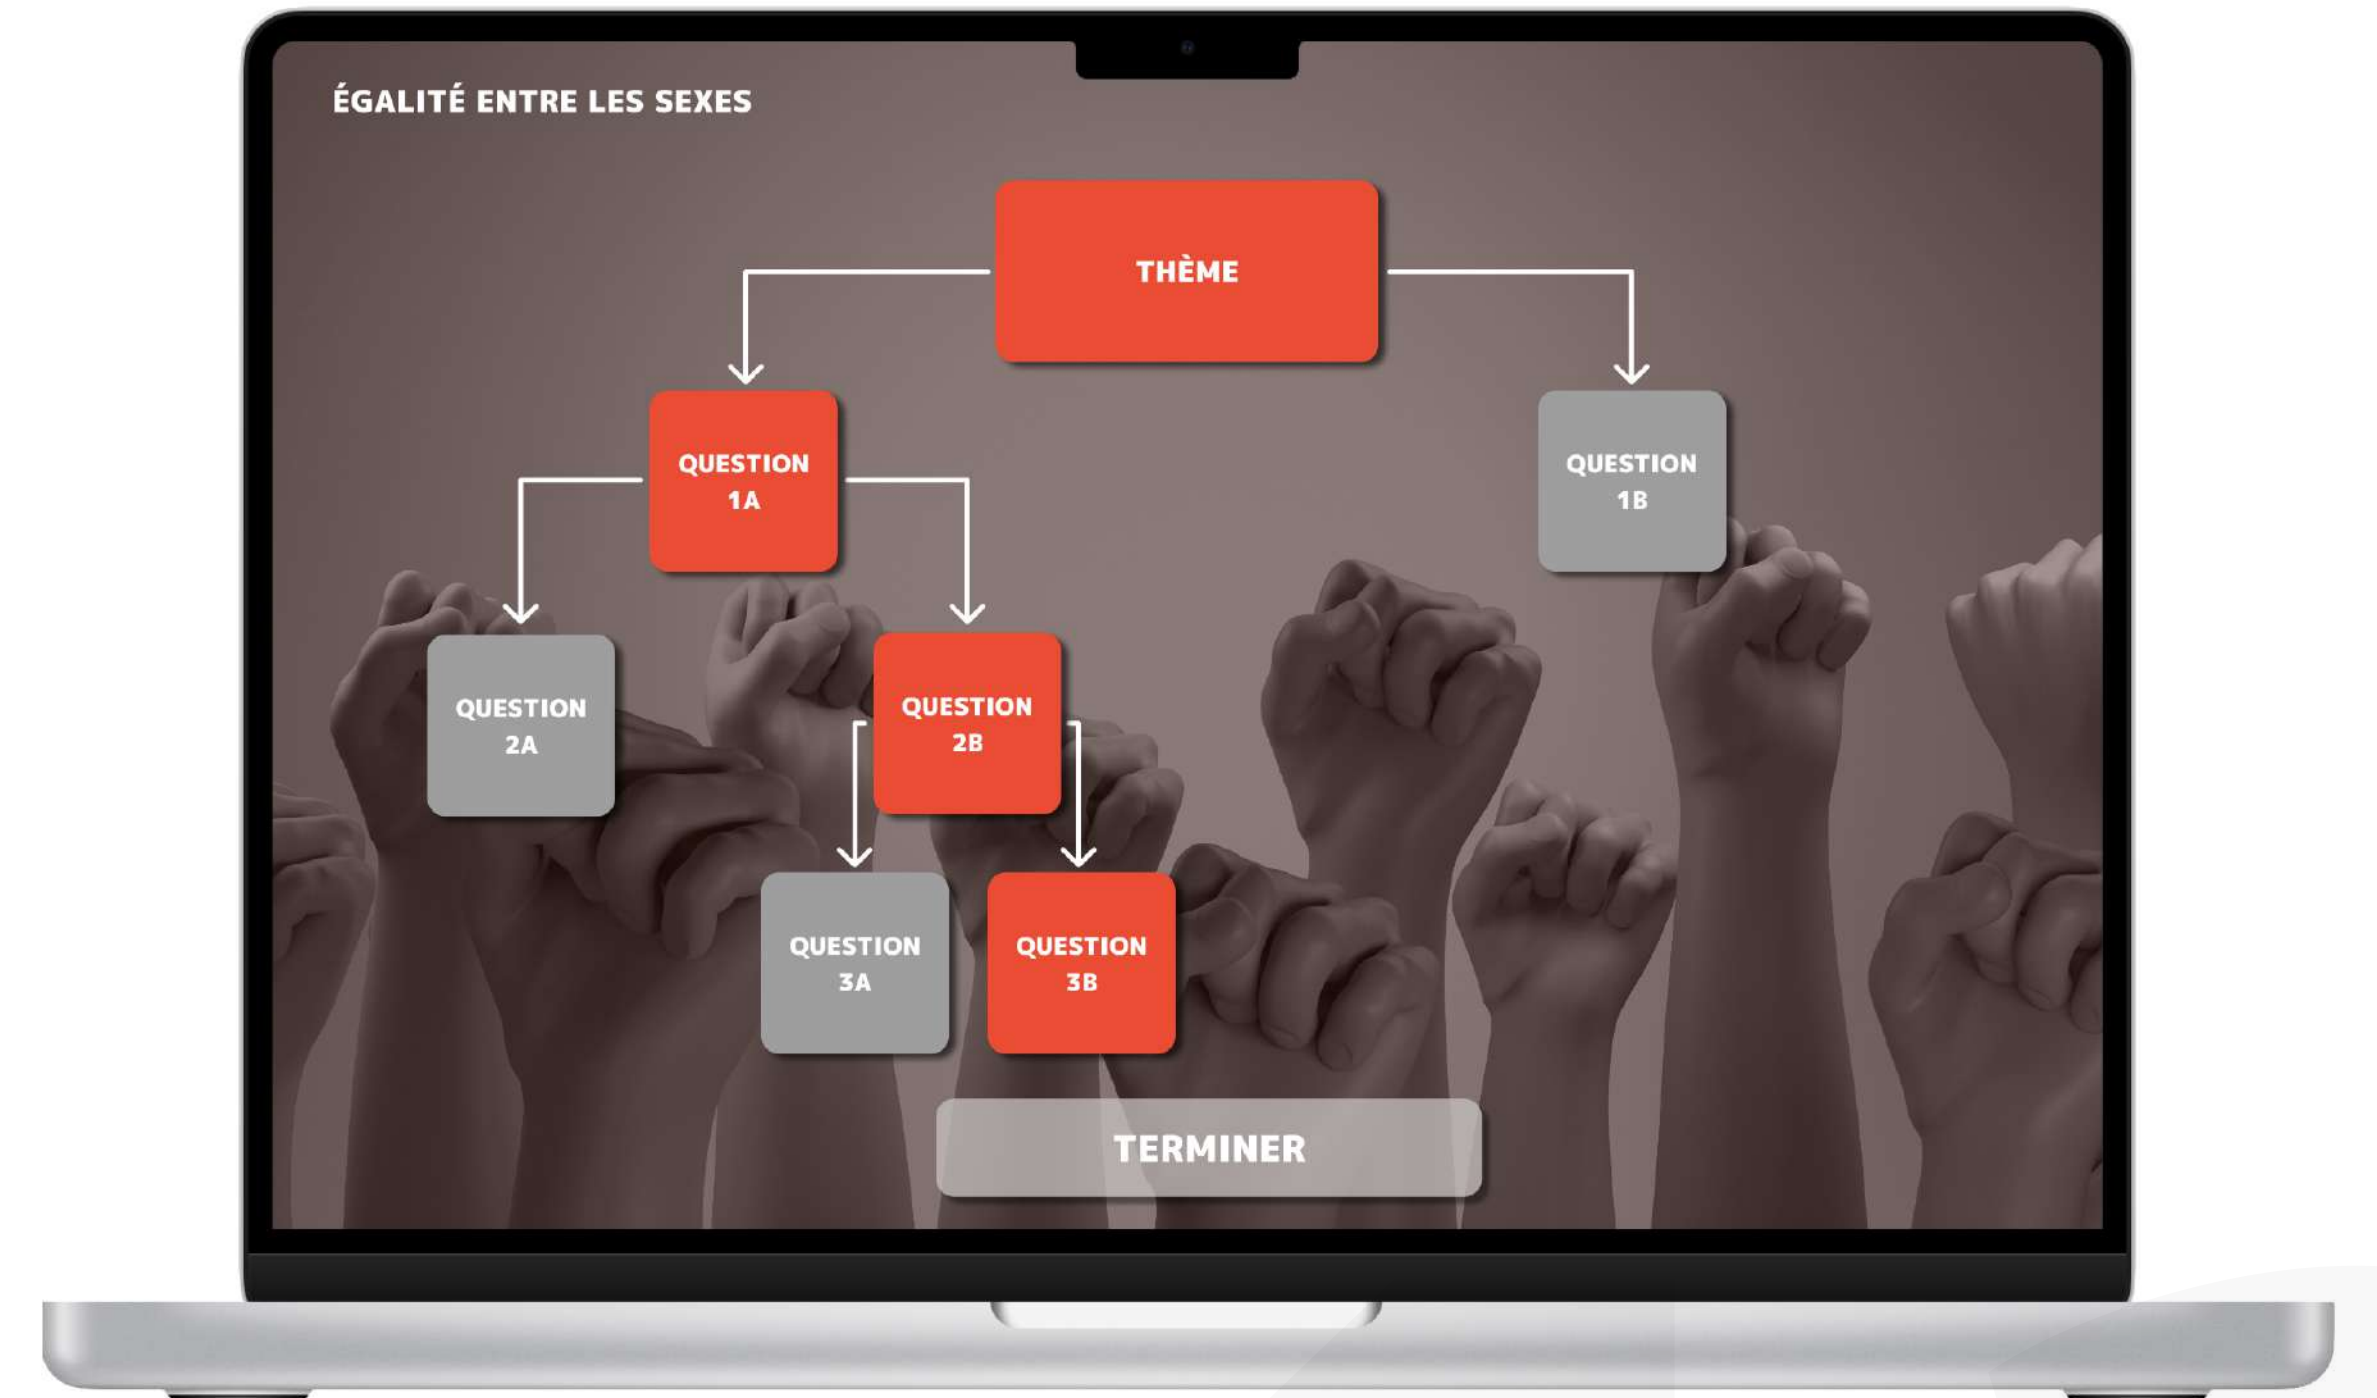 ÉGALITÉ ENTRE LES SEXES
THÈME
QUESTION
1A
QUESTION
1B
QUESTION
2A
QUESTION
2B
QUESTION
3A
QUESTION
3B
TERMINER